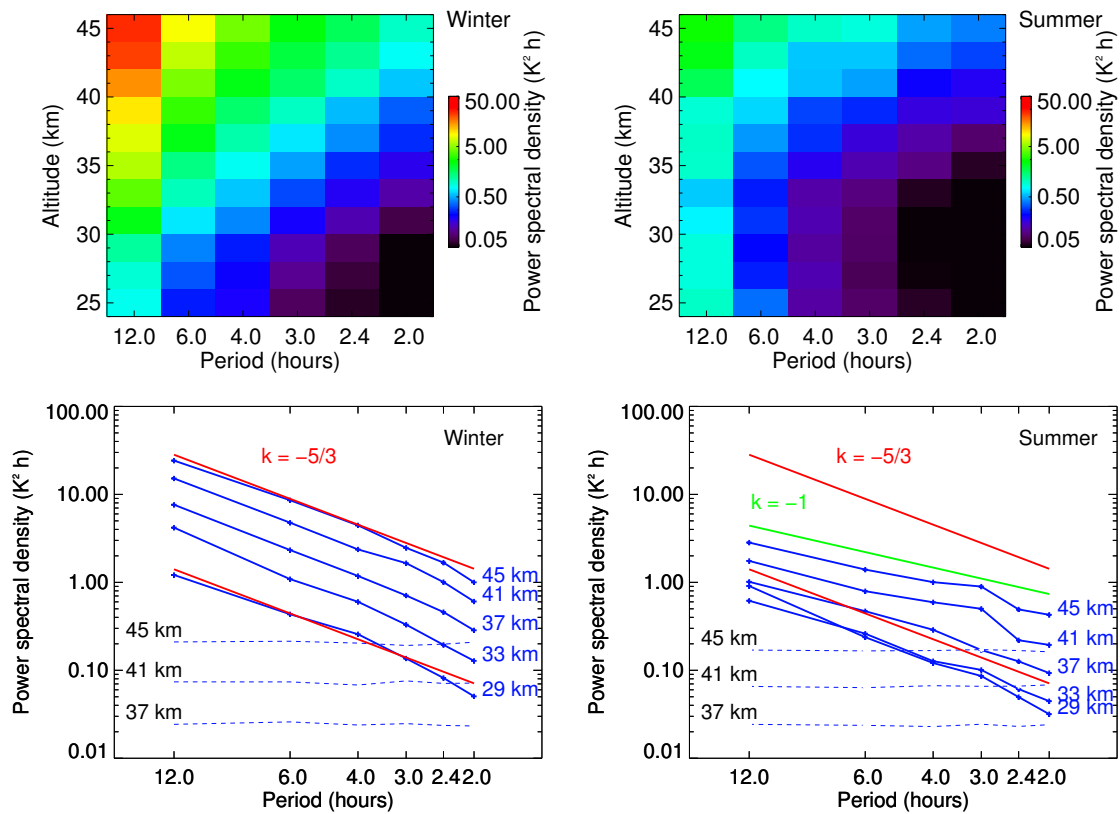 Winter
45
40
35
30
25
Altitude (km)
12.0 6.0 4.0 3.0 2.4 2.0
Period (hours)
50.00
5.00
0.50
0.05
Power spectral density (K² h)
Summer
45
40
35
30
25
Altitude (km)
12.0 6.0 4.0 3.0 2.4 2.0
Period (hours)
50.00
5.00
0.50
0.05
Power spectral density (K² h)
Winter
k = −5/3
100.00
10.00
1.00
0.10
0.01
Power spectral density (K² h)
45 km
41 km
37 km
33 km
29 km
45 km
41 km
37 km
12.0 6.0 4.0 3.0 2.4 2.0
Period (hours)
Summer
k = −5/3
k = −1
100.00
10.00
1.00
0.10
0.01
Power spectral density (K² h)
45 km
41 km
37 km
33 km
29 km
45 km
41 km
37 km
12.0 6.0 4.0 3.0 2.4 2.0
Period (hours)